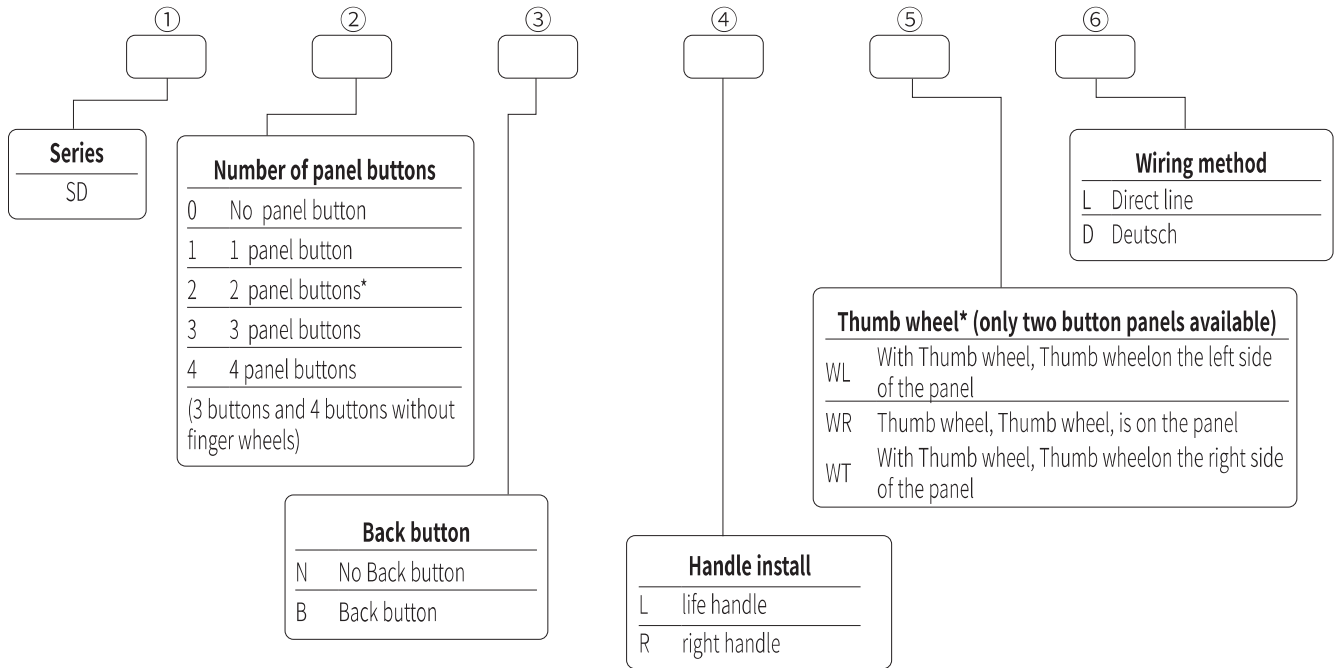 ① ② ③ ④ ⑤ ⑥
Series
SD
Number of panel buttons
0 No panel button
1 1 panel button
2 2 panel buttons*
3 3 panel buttons
4 4 panel buttons
(3 buttons and 4 buttons without
finger wheels)
Back button
N No Back button
B Back button
Handle install
L life handle
R right handle
Thumb wheel* (only two button panels available)
WL With Thumb wheel, Thumb wheelon the left side
of the panel
WR Thumb wheel, Thumb wheel, is on the panel
WT With Thumb wheel, Thumb wheelon the right side
of the panel
Wiring method
L Direct line
D Deutsch